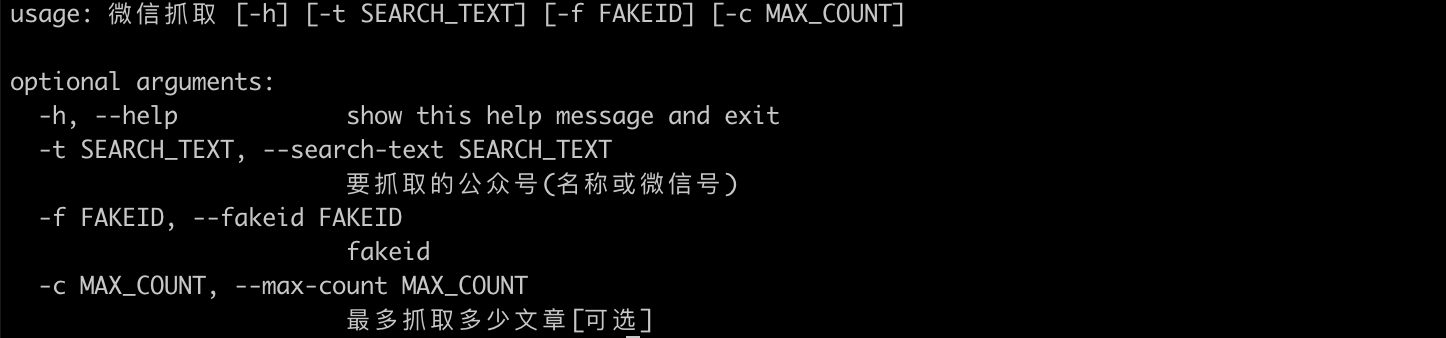 usage: 微信抓取 [-h] [-t SEARCH_TEXT] [-f FAKEID] [-c MAX_COUNT]
optional arguments:
-h, --help show this help message and exit
-t SEARCH_TEXT, --search-text SEARCH_TEXT
要抓取的公众号(名称或微信号)
-f FAKEID, --fakeid FAKEID
fakeid
-c MAX_COUNT, --max-count MAX_COUNT
最多抓取多少文章[可选]